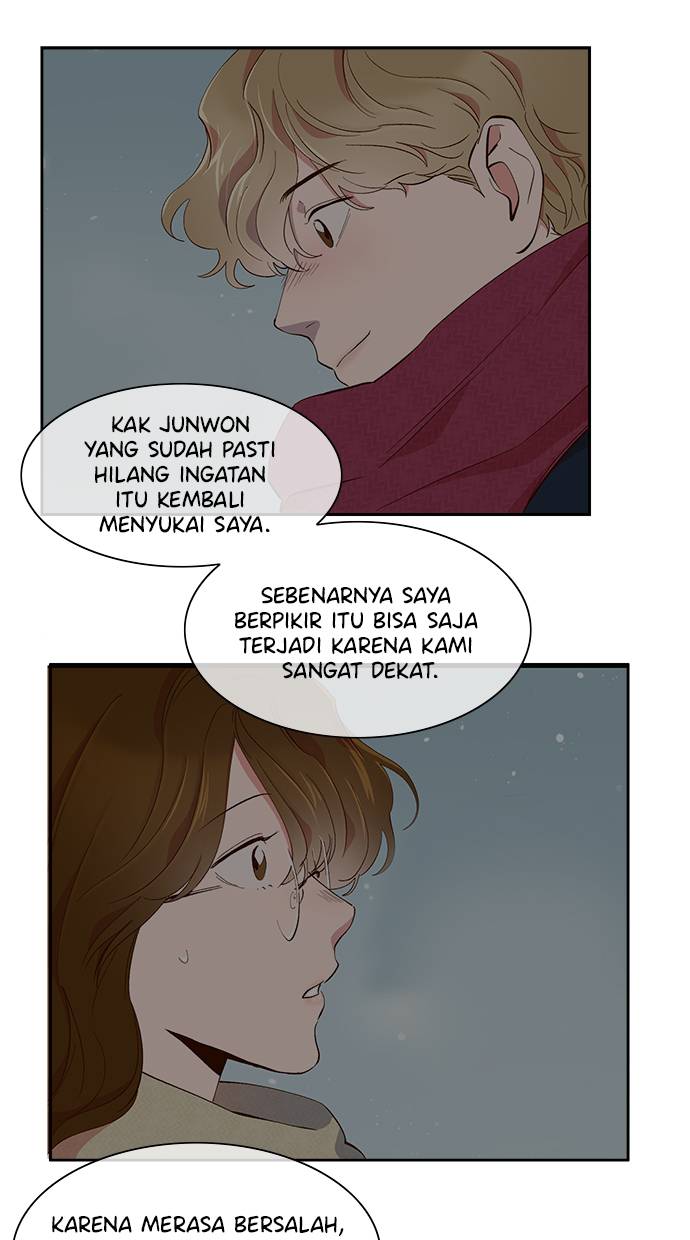 KAK JUNWON
YANG SUDAH PASTI
HILANG INGATAN
ITU KEMBALI
MENYUKAI SAYA.
SEBENARNYA SAYA
BERPIKIR ITU BISA SAJA
TERJADI KARENA KAMI
SANGAT DEKAT.
KARENA MERASA BERSALAH,